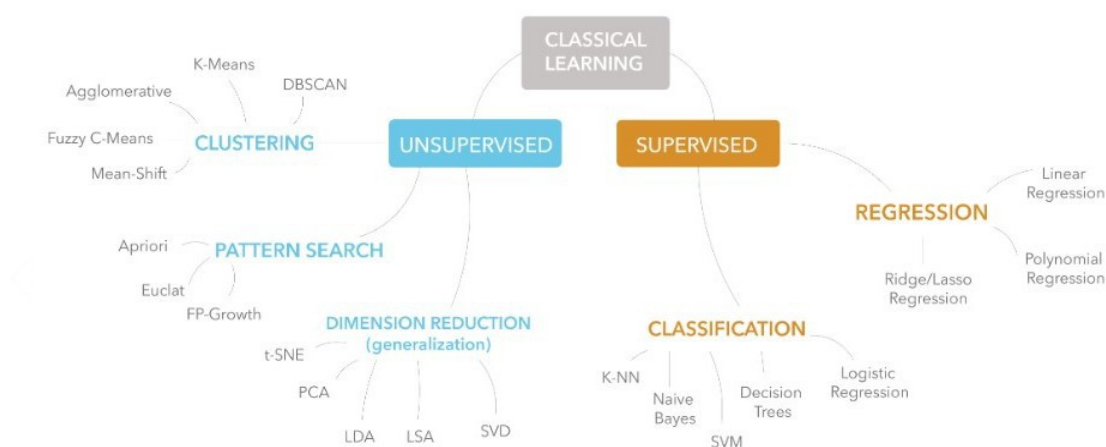 CLASSICAL
LEARNING
UNSUPERVISED
SUPERVISED
CLUSTERING
K-Means
DBSCAN
Agglomerative
Fuzzy C-Means
Mean-Shift
PATTERN SEARCH
Apriori
Euclat
FP-Growth
DIMENSION REDUCTION
(generalization)
t-SNE
PCA
LDA
LSA
SVD
CLASSIFICATION
K-NN
Naive
Bayes
SVM
Decision
Trees
Logistic
Regression
REGRESSION
Linear
Regression
Polynomial
Regression
Ridge/Lasso
Regression